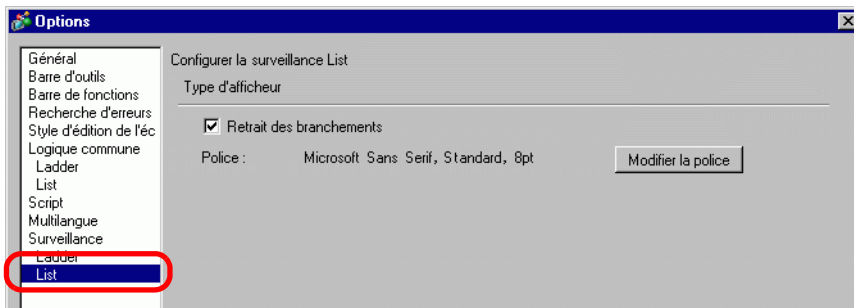 Options
Général
Barre d'outils
Barre de fonctions
Recherche d'erreurs
Style d'édition de l'éc
Logique commune
Ladder
List
Script
Multilangue
Surveillance
Ladder
List
Configurer la surveillance List
Type d'afficheur
Retrait des branchements
Police : Microsoft Sans Serif, Standard, 8pt Modifier la police